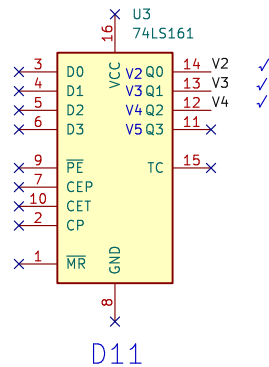 U3
74LS161
16
VCC
3 D0 V2 Q0 14 V2 ✓
4 D1 V3 Q1 13 V3 ✓
5 D2 V4 Q2 12 V4 ✓
6 D3 V5 Q3 11
9 PE TC 15
7 CEP
10 CET
2 CP
1 MR
GND
8
D11